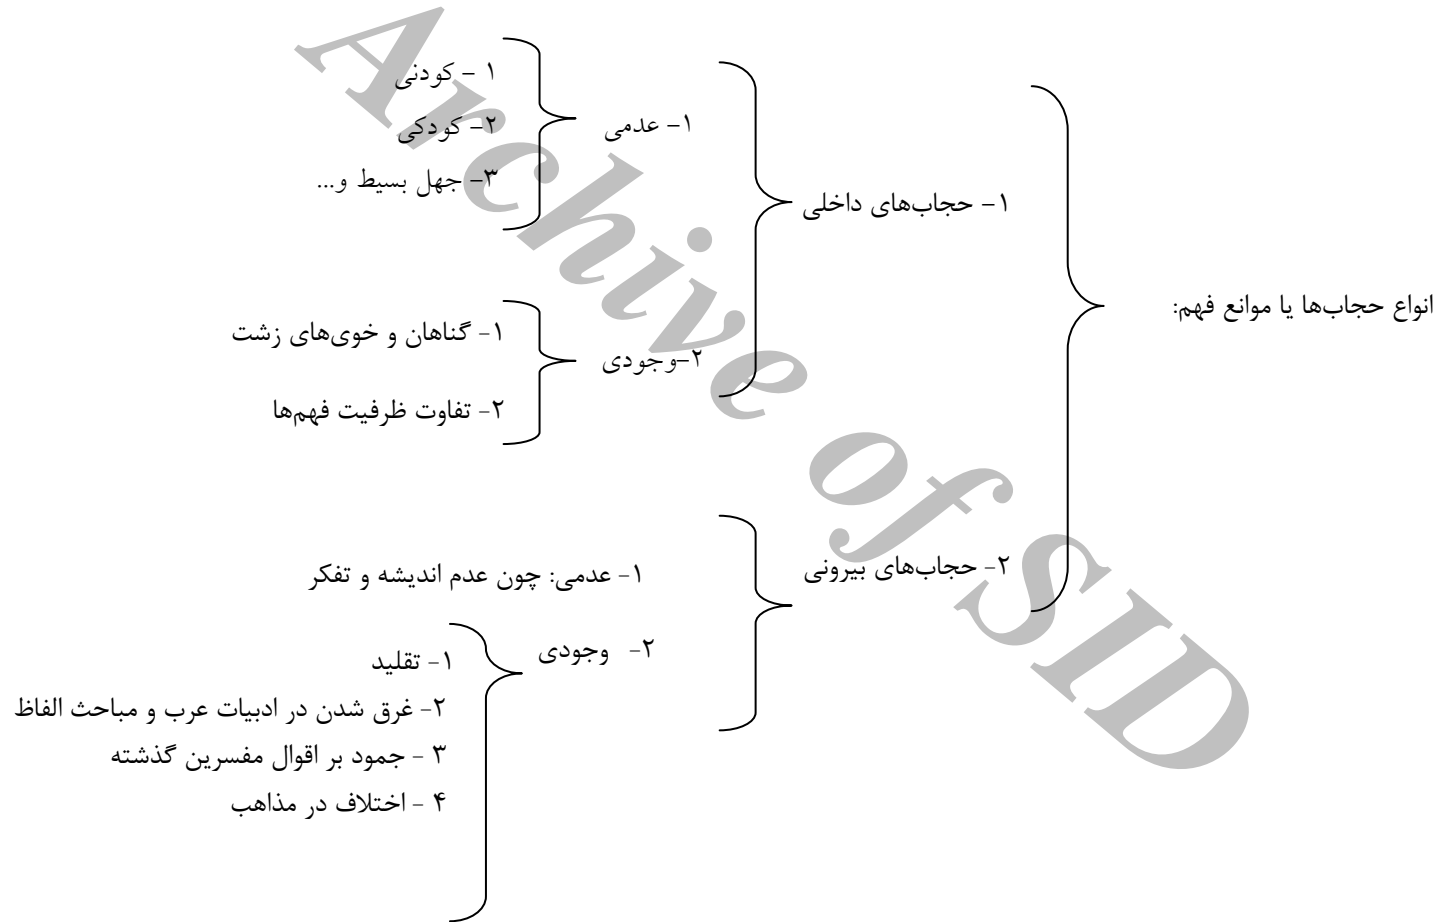 انواع حجاب‌ها یا موانع فهم:
۱- حجاب‌های داخلی
۱- عدمی
۱ - کودنی
۲- کودکی
۳- جهل بسیط و...
۲-وجودی
۱- گناهان و خوی‌های زشت
۲- تفاوت ظرفیت فهم‌ها
۲- حجاب‌های بیرونی
۱- عدمی: چون عدم اندیشه و تفکر
۲- وجودی
۱- تقلید
۲- غرق شدن در ادبیات عرب و مباحث الفاظ
۳ - جمود بر اقوال مفسرین گذشته
۴ - اختلاف در مذاهب
Archive of SID